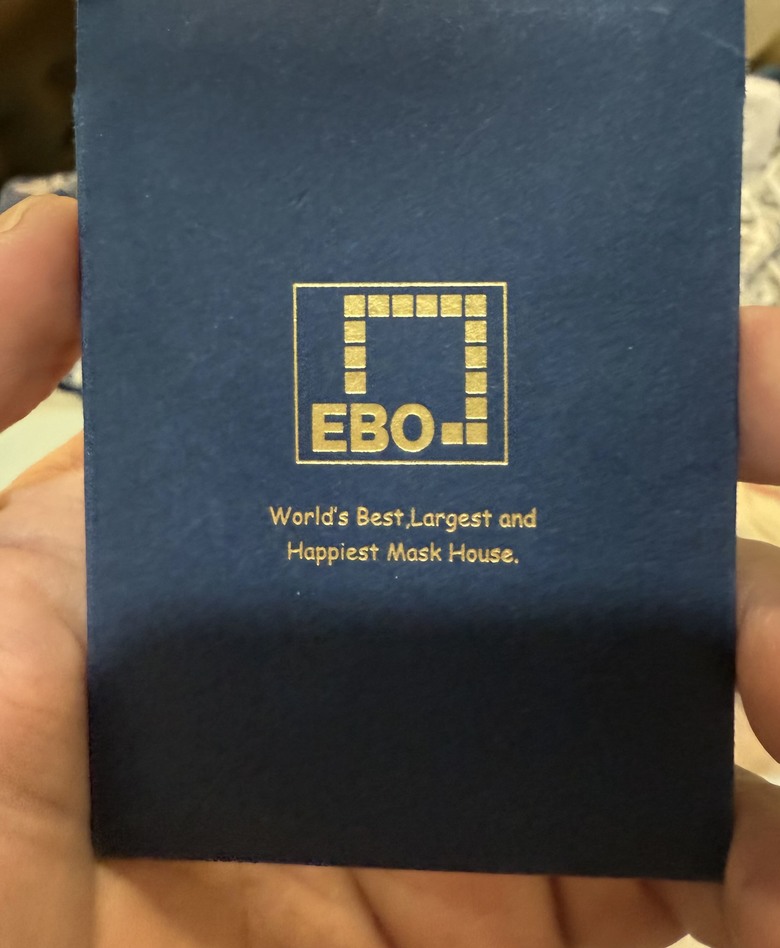 EBO
World's Best,Largest and
Happiest Mask House.